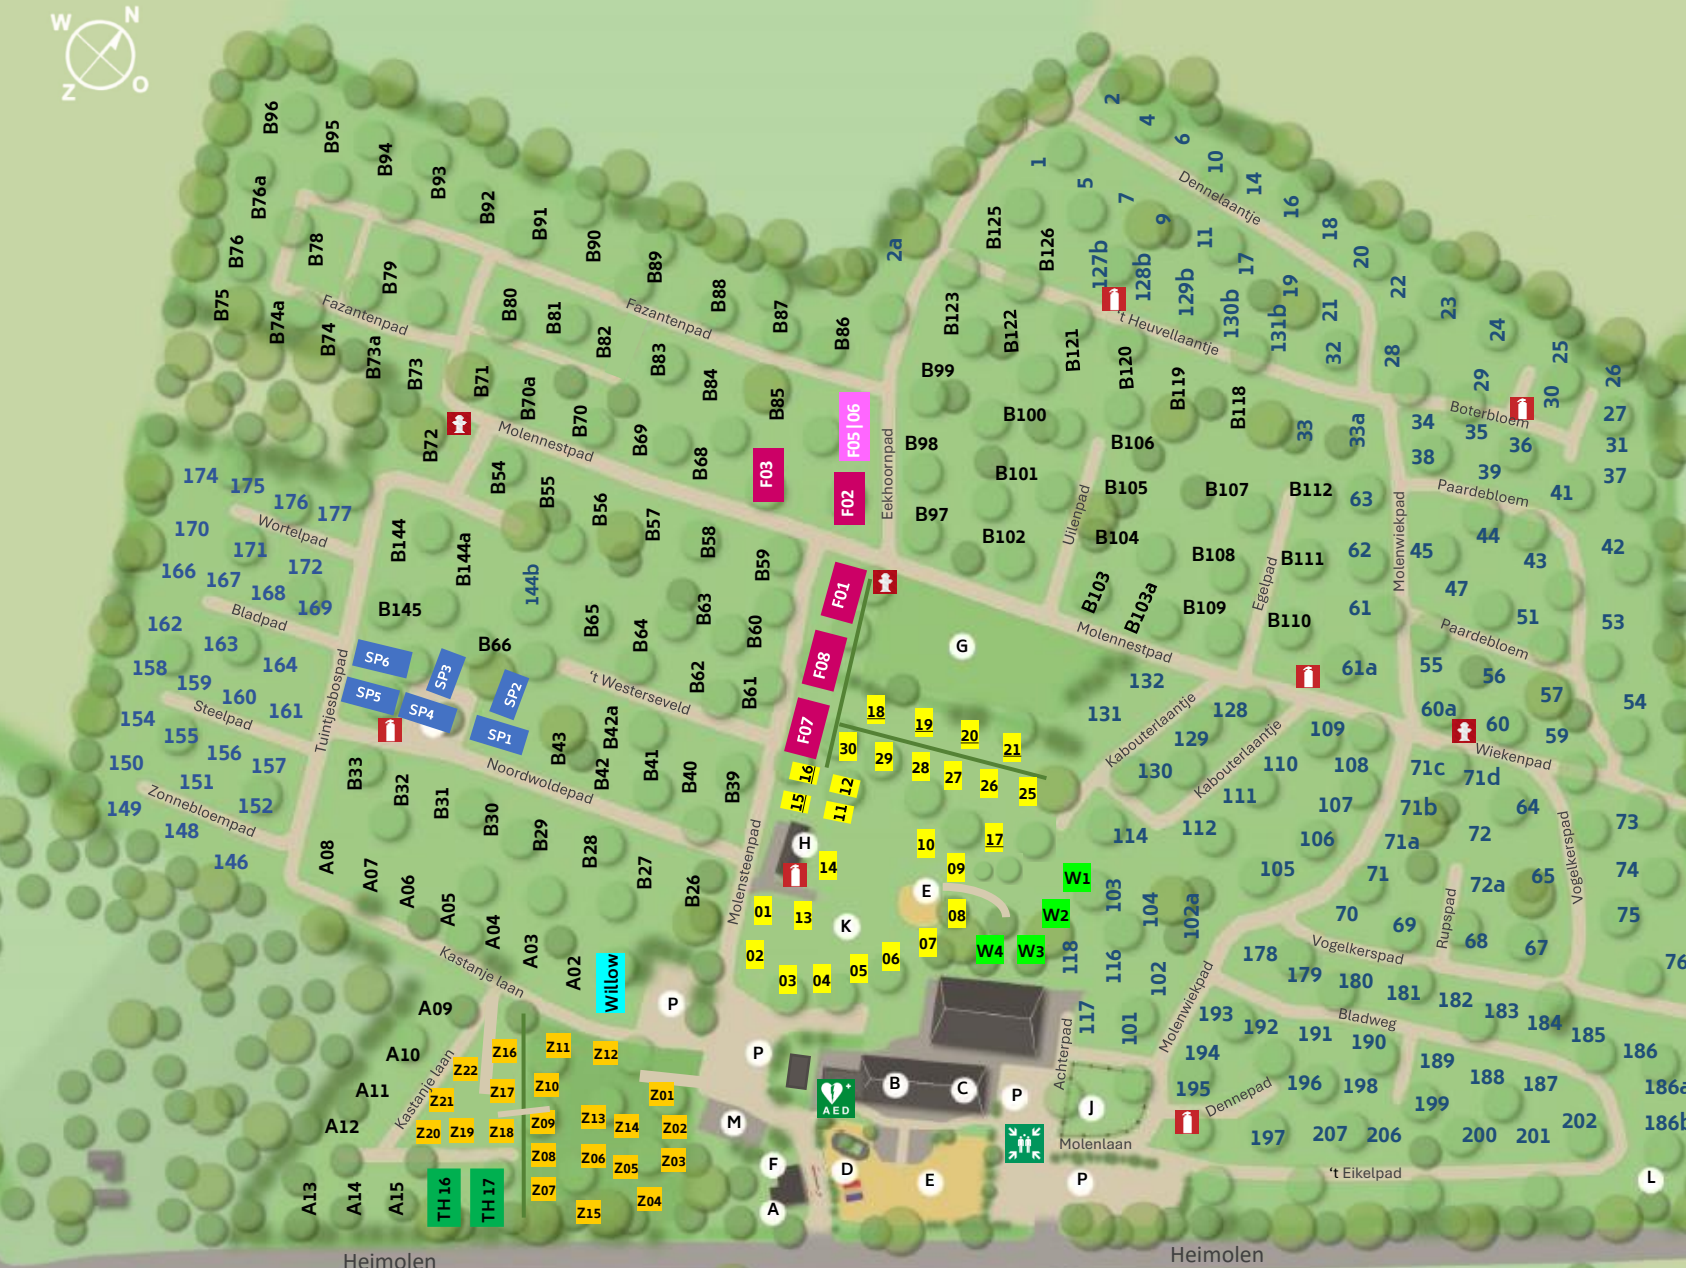 W
N
Z
O
B96
B95
B94
B93
B92
B91
B90
B89
B88
B87
B86
B76a
B76
B75
B78
B79
B74a
B74
B73a
B73
Fazantenpad
Fazantenpad
B80
B81
B82
B83
B84
B85
B71
B70a
B70
B69
B68
B72
Molennestpad
F03
F05|06
F02
Eekhoornpad
B54
B55
B56
B57
B58
B59
174
175
176
177
Wortelpad
170
171
172
166
167
168
169
Bladpad
162
163
164
158
159
160
161
Steelpad
154
155
156
157
150
151
152
149
Zonnebloempad
148
146
Tuintjesbospad
B144
B144a
144b
B145
B66
B65
B64
B63
B62
B61
B60
SP6
SP5
SP4
SP3
SP2
SP1
't Westerseveld
B43
B42a
B42
B41
B40
B39
Noordwoldepad
B33
B32
B31
B30
B29
B28
B27
B26
F01
F08
F07
G
Molensteenpad
2
4
6
10
14
16
18
20
22
23
24
25
26
Dennelaantje
1
5
7
9
11
17
19
21
32
28
2a
B125
B126
127b
128b
129b
130b
131b
't Heuvellaantje
B123
B122
B121
B120
B119
B118
33
33a
B99
B100
B98
B101
B97
B102
B106
B105
B104
B103
B103a
Uilenpad
B107
B108
B109
B112
B111
B110
Egelpad
63
62
61
61a
Molenwiekpad
29
30
27
31
Boterbloem
34
35
36
38
39
37
41
Paardebloem
44
45
43
42
47
51
53
Paardebloem
55
56
57
54
60a
60
59
Wiekenpad
Molennestpad
132
131
Kabouterlaantje
128
129
130
Kabouterlaantje
109
110
108
111
107
112
114
106
105
71c
71d
71b
64
71a
72
71
72a
65
Vogelkersdad
73
74
75
76
70
69
Rupspad
68
67
Vogelkerspad
178
179
180
181
182
183
184
185
186
186a
186b
Bladweg
193
192
191
190
194
189
188
187
195
196
198
199
Dennepad
197
207
206
200
201
202
't Eikelpad
L
18
19
20
21
30
29
28
27
26
25
16
15
12
11
H
14
10
17
09
E
08
01
13
K
02
03
04
05
06
07
W1
W2
W3
W4
103
104
102a
118
116
102
117
101
Achterpad
Molenwiekpad
A08
A07
A06
A05
A04
A03
A02
Willow
Kastanje laan
P
P
A09
A10
A11
A12
Kastanje laan
A13
A14
A15
TH 16
TH 17
Z16
Z22
Z17
Z21
Z20
Z19
Z18
Z11
Z12
Z10
Z01
Z09
Z13
Z14
Z02
Z08
Z06
Z05
Z03
Z07
Z04
Z15
M
AED
B
C
P
J
Molenlaan
F
D
E
P
A
Heimolen
Heimolen